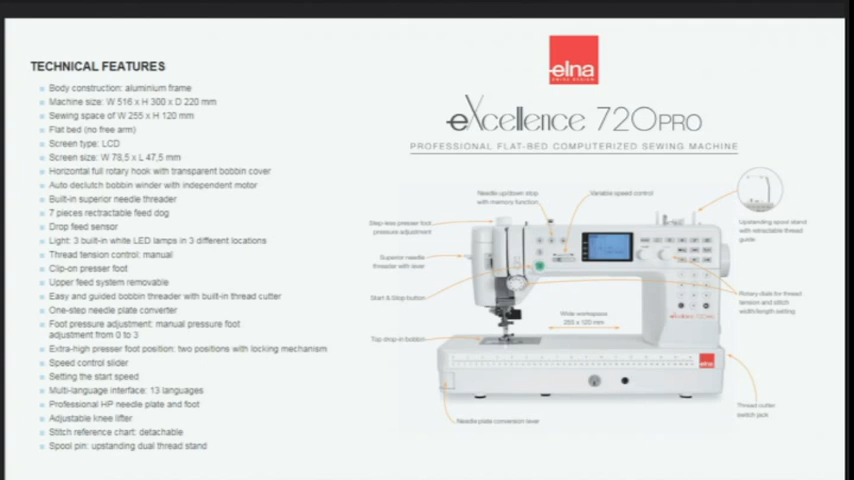 TECHNICAL FEATURES
Body construction: aluminium frame
Machine size: W 516 x H 300 x D 220 mm
Sewing space of W 255 x H 120 mm
Flat bed (no free arm)
Screen type: LCD
Screen size: W 78,5 x L 47,5 mm
Horizontal full rotary hook with transparent bobbin cover
Auto declutch bobbin winder with independent motor
Built-in superior needle threader
7 pieces rectractable feed dog
Drop feed sensor
Light: 3 built-in white LED lamps in 3 different locations
Thread tension control: manual
Clip-on presser foot
Upper feed system removable
Easy and guided bobbin threader with built-in thread cutter
One-step needle plate converter
Foot pressure adjustment: manual pressure foot
adjustment from 0 to 3
Extra-high presser foot position: two positions with locking mechanism
Speed control slider
Setting the start speed
Multi-language interface: 13 languages
Professional HP needle plate and foot
Adjustable knee lifter
Stitch reference chart: detachable
Spool pin: upstanding dual thread stand
elna
SWISS DESIGN
eXcellence 720PRO
PROFESSIONAL FLAT-BED COMPUTERIZED SEWING MACHINE
Needle up/down stop
with memory function
Variable speed control
Step-less presser foot
pressure adjustment
Upstanding spool stand
with retractable thread
guide
Superior needle
threader with lever
Start & Stop button
Rotary-dials for thread
tension and stitch
width/length setting
Wide workspace
255 x 120 mm
Top drop-in bobbin
eXcellence 720PRO
elna
Thread cutter
switch jack
Needle plate conversion lever